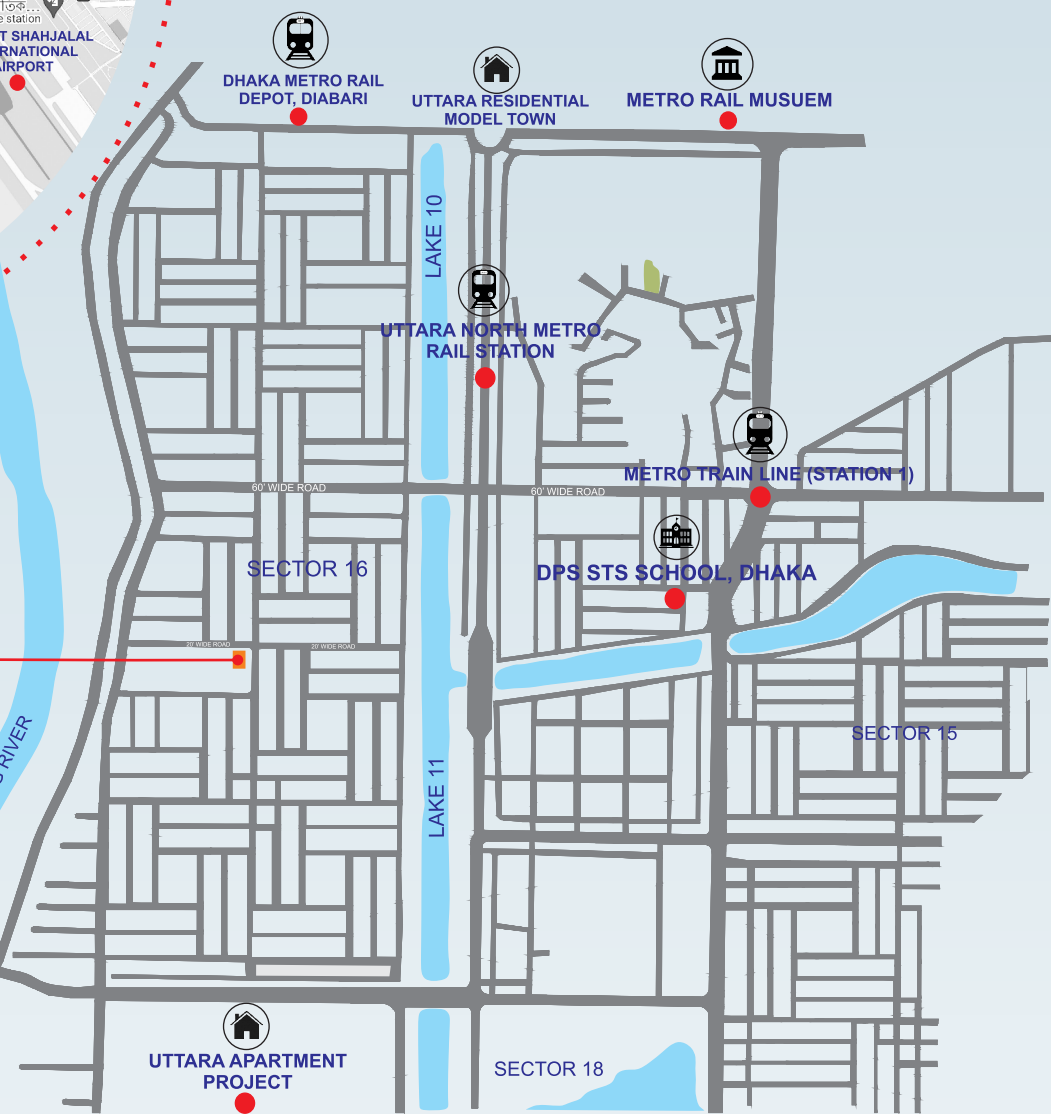 e station
T SHAHJALAL
RNATIONAL
AIRPORT
DHAKA METRO RAIL
DEPOT, DIABARI
UTTARA RESIDENTIAL
MODEL TOWN
METRO RAIL MUSUEM
LAKE 10
UTTARA NORTH METRO
RAIL STATION
METRO TRAIN LINE (STATION 1)
60' WIDE ROAD
60' WIDE ROAD
SECTOR 16
DPS STS SCHOOL, DHAKA
20' WIDE ROAD
20' WIDE ROAD
SECTOR 15
RIVER
LAKE 11
UTTARA APARTMENT
PROJECT
SECTOR 18